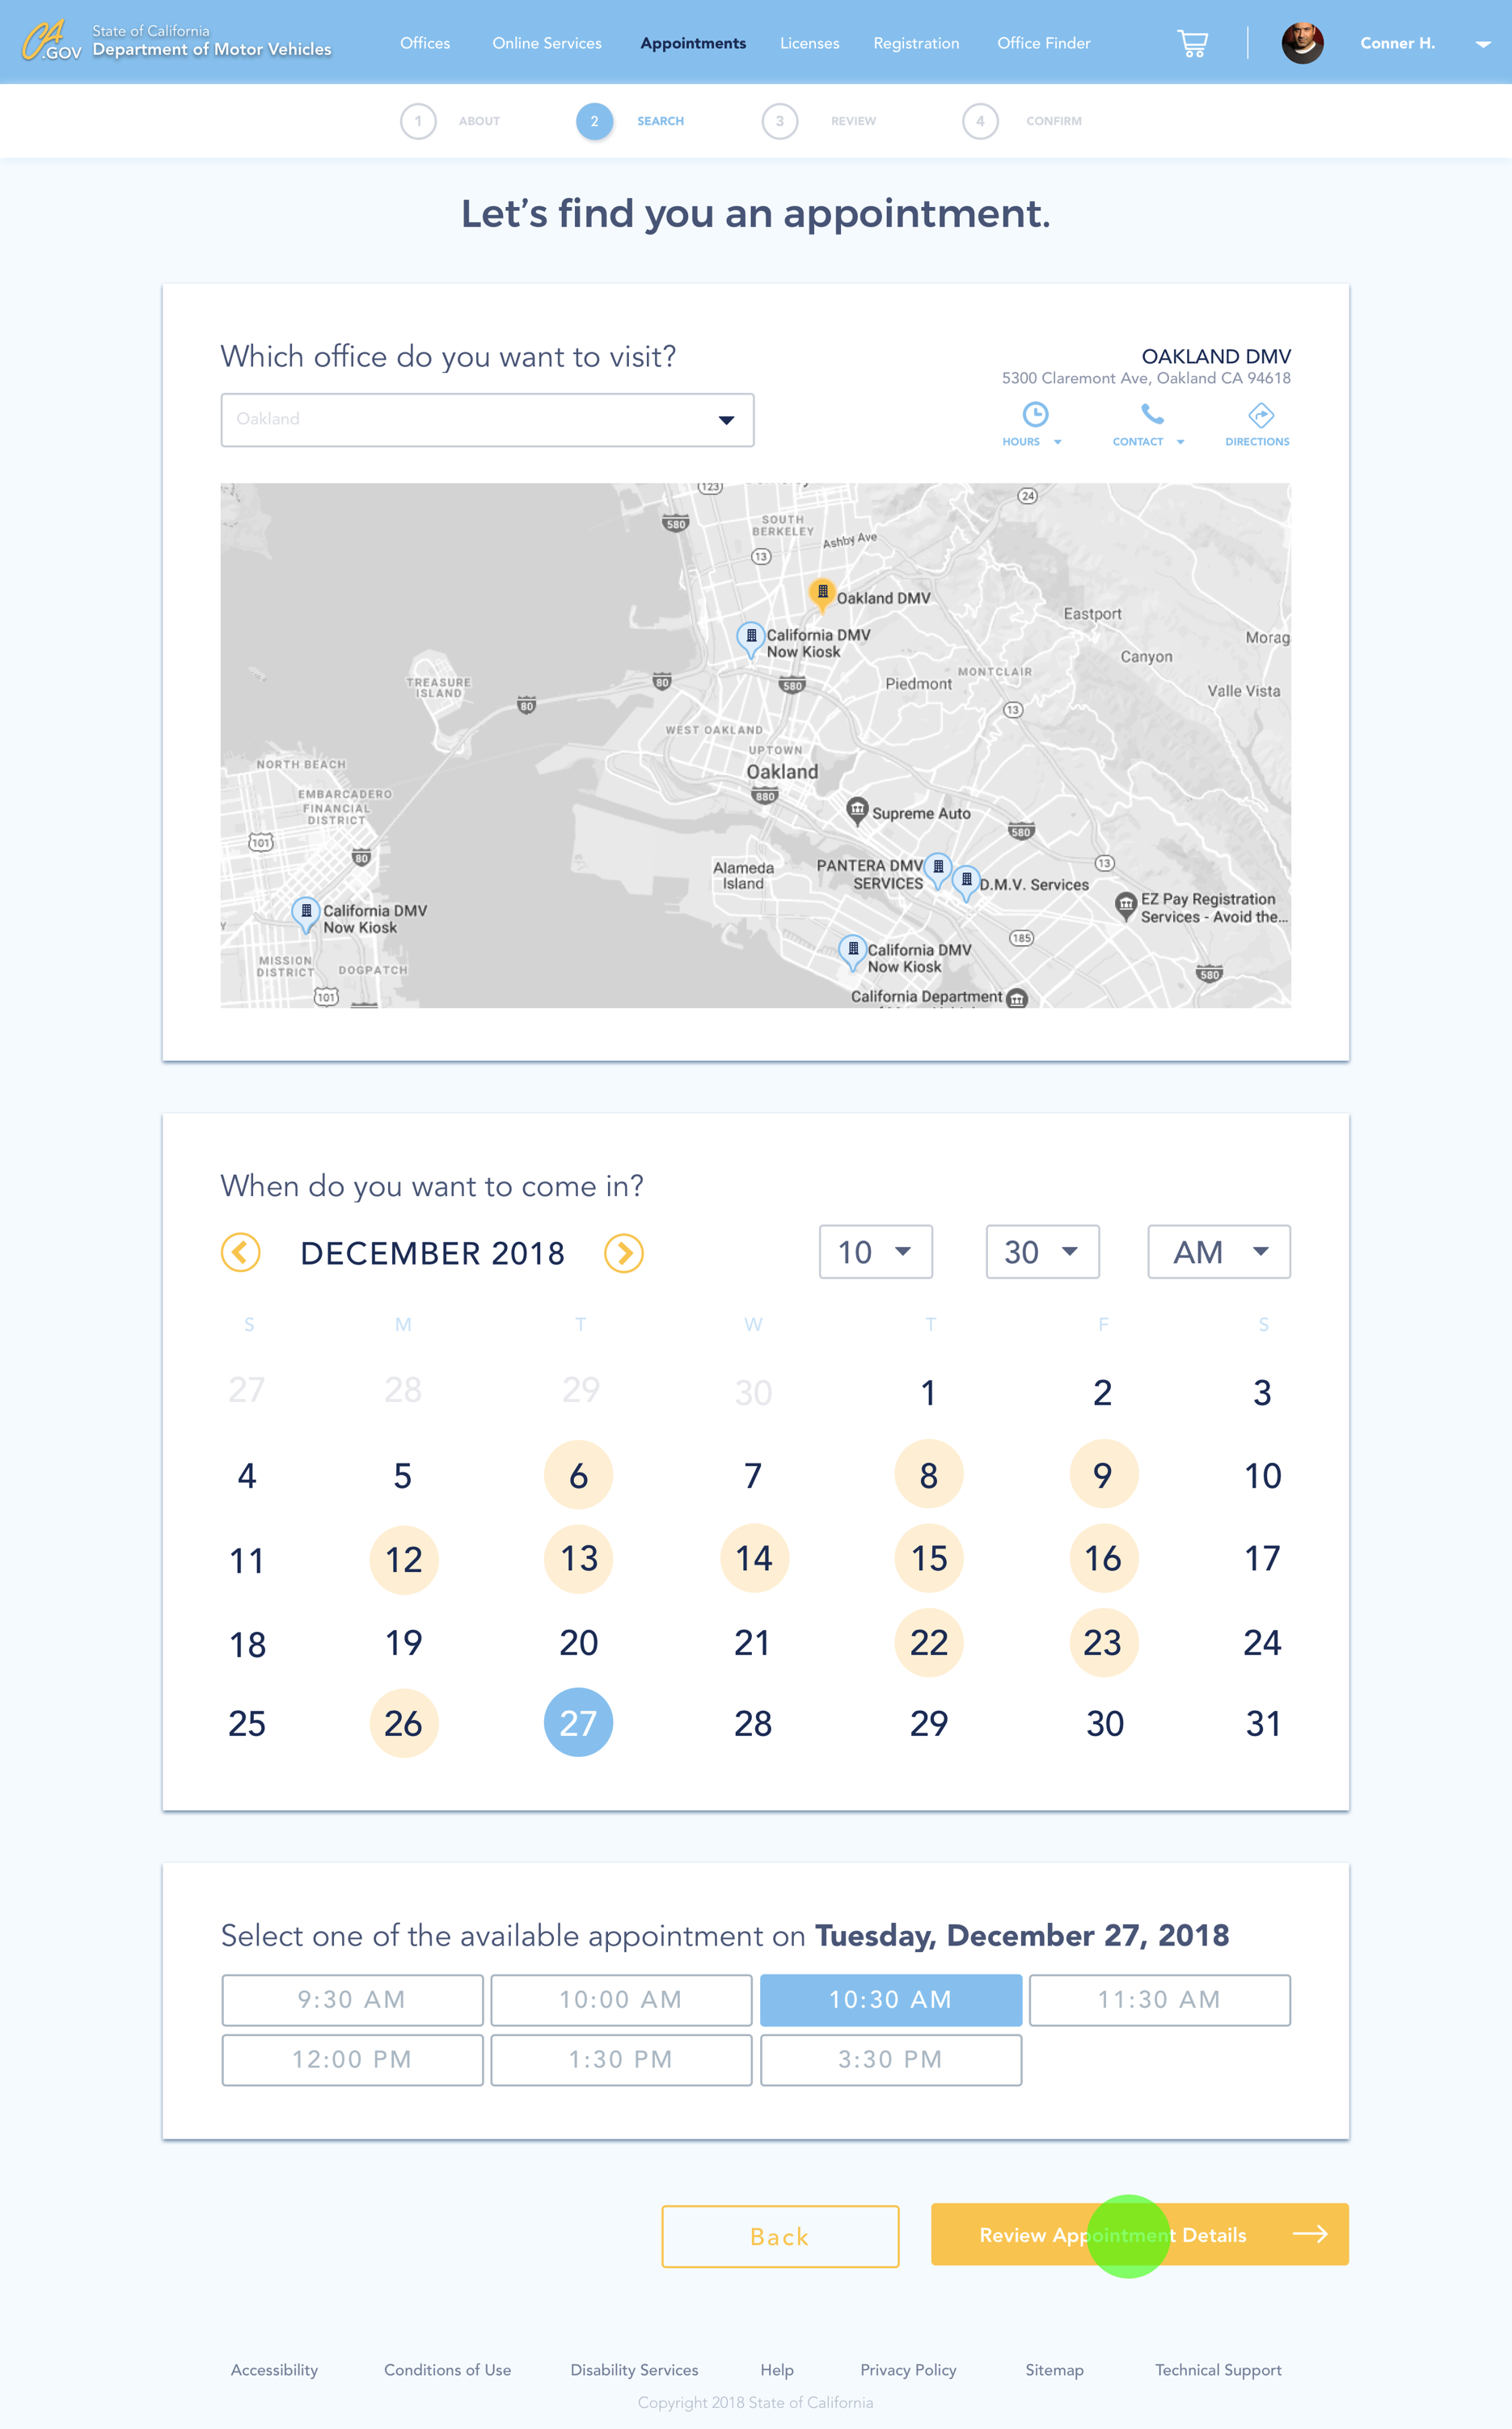 CA
.GOV
State of California
Department of Motor Vehicles
Offices
Online Services
Appointments
Licenses
Registration
Office Finder
Conner H.
1 ABOUT
2 SEARCH
3 REVIEW
4 CONFIRM
Let's find you an appointment.
Which office do you want to visit?
Oakland
OAKLAND DMV
5300 Claremont Ave, Oakland CA 94618
HOURS
CONTACT
DIRECTIONS
123
24
580
SOUTH
BERKELEY
Ashby Ave
13
Oakland DMV
Eastport
California DMV
Now Kiosk
Morag
Canyon
MONTCLAIR
TREASURE
ISLAND
80
580
Piedmont
Valle Vista
80
13
WEST OAKLAND
UPTOWN
NORTH BEACH
Oakland
EMBARCADERO
880
FINANCIAL
DISTRICT
Supreme Auto
580
101
80
13
Alameda
Island
PANTERA DMV
SERVICES
D.M.V. Services
EZ Pay Registration
Services - Avoid the...
California DMV
Now Kiosk
185
California DMV
Now Kiosk
MISSION
DISTRICT
DOGPATCH
580
101
California Department
When do you want to come in?
DECEMBER 2018
10
30
AM
S M T W T F S
27 28 29 30 1 2 3
4 5 6 7 8 9 10
11 12 13 14 15 16 17
18 19 20 21 22 23 24
25 26 27 28 29 30 31
Select one of the available appointment on Tuesday, December 27, 2018
9:30 AM
10:00 AM
10:30 AM
11:30 AM
12:00 PM
1:30 PM
3:30 PM
Back
Review Appointment Details
Accessibility
Conditions of Use
Disability Services
Help
Privacy Policy
Sitemap
Technical Support
Copyright 2018 State of California